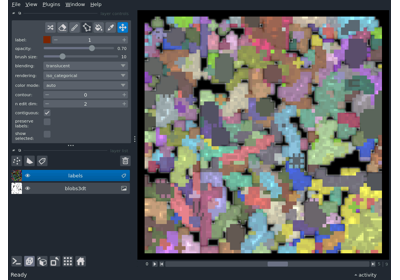 File View Plugins Window Help
label: 1
opacity: 0.70
brush size: 10
blending: translucent
rendering: iso_categorical
color mode: auto
contour: 0
n edit dim: 2
contiguous:
preserve
labels:
show
selected:
labels
blobs3dt
Ready
activity